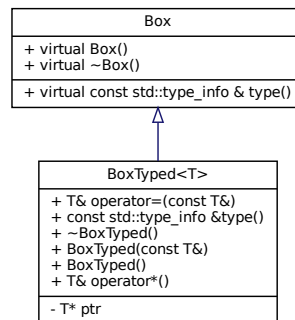 Box
+ virtual Box()
+ virtual ~Box()
+ virtual const std::type_info & type()
BoxTyped<T>
+ T& operator=(const T&)
+ const std::type_info &type()
+ ~BoxTyped()
+ BoxTyped(const T&)
+ BoxTyped()
+ T& operator*()
- T* ptr